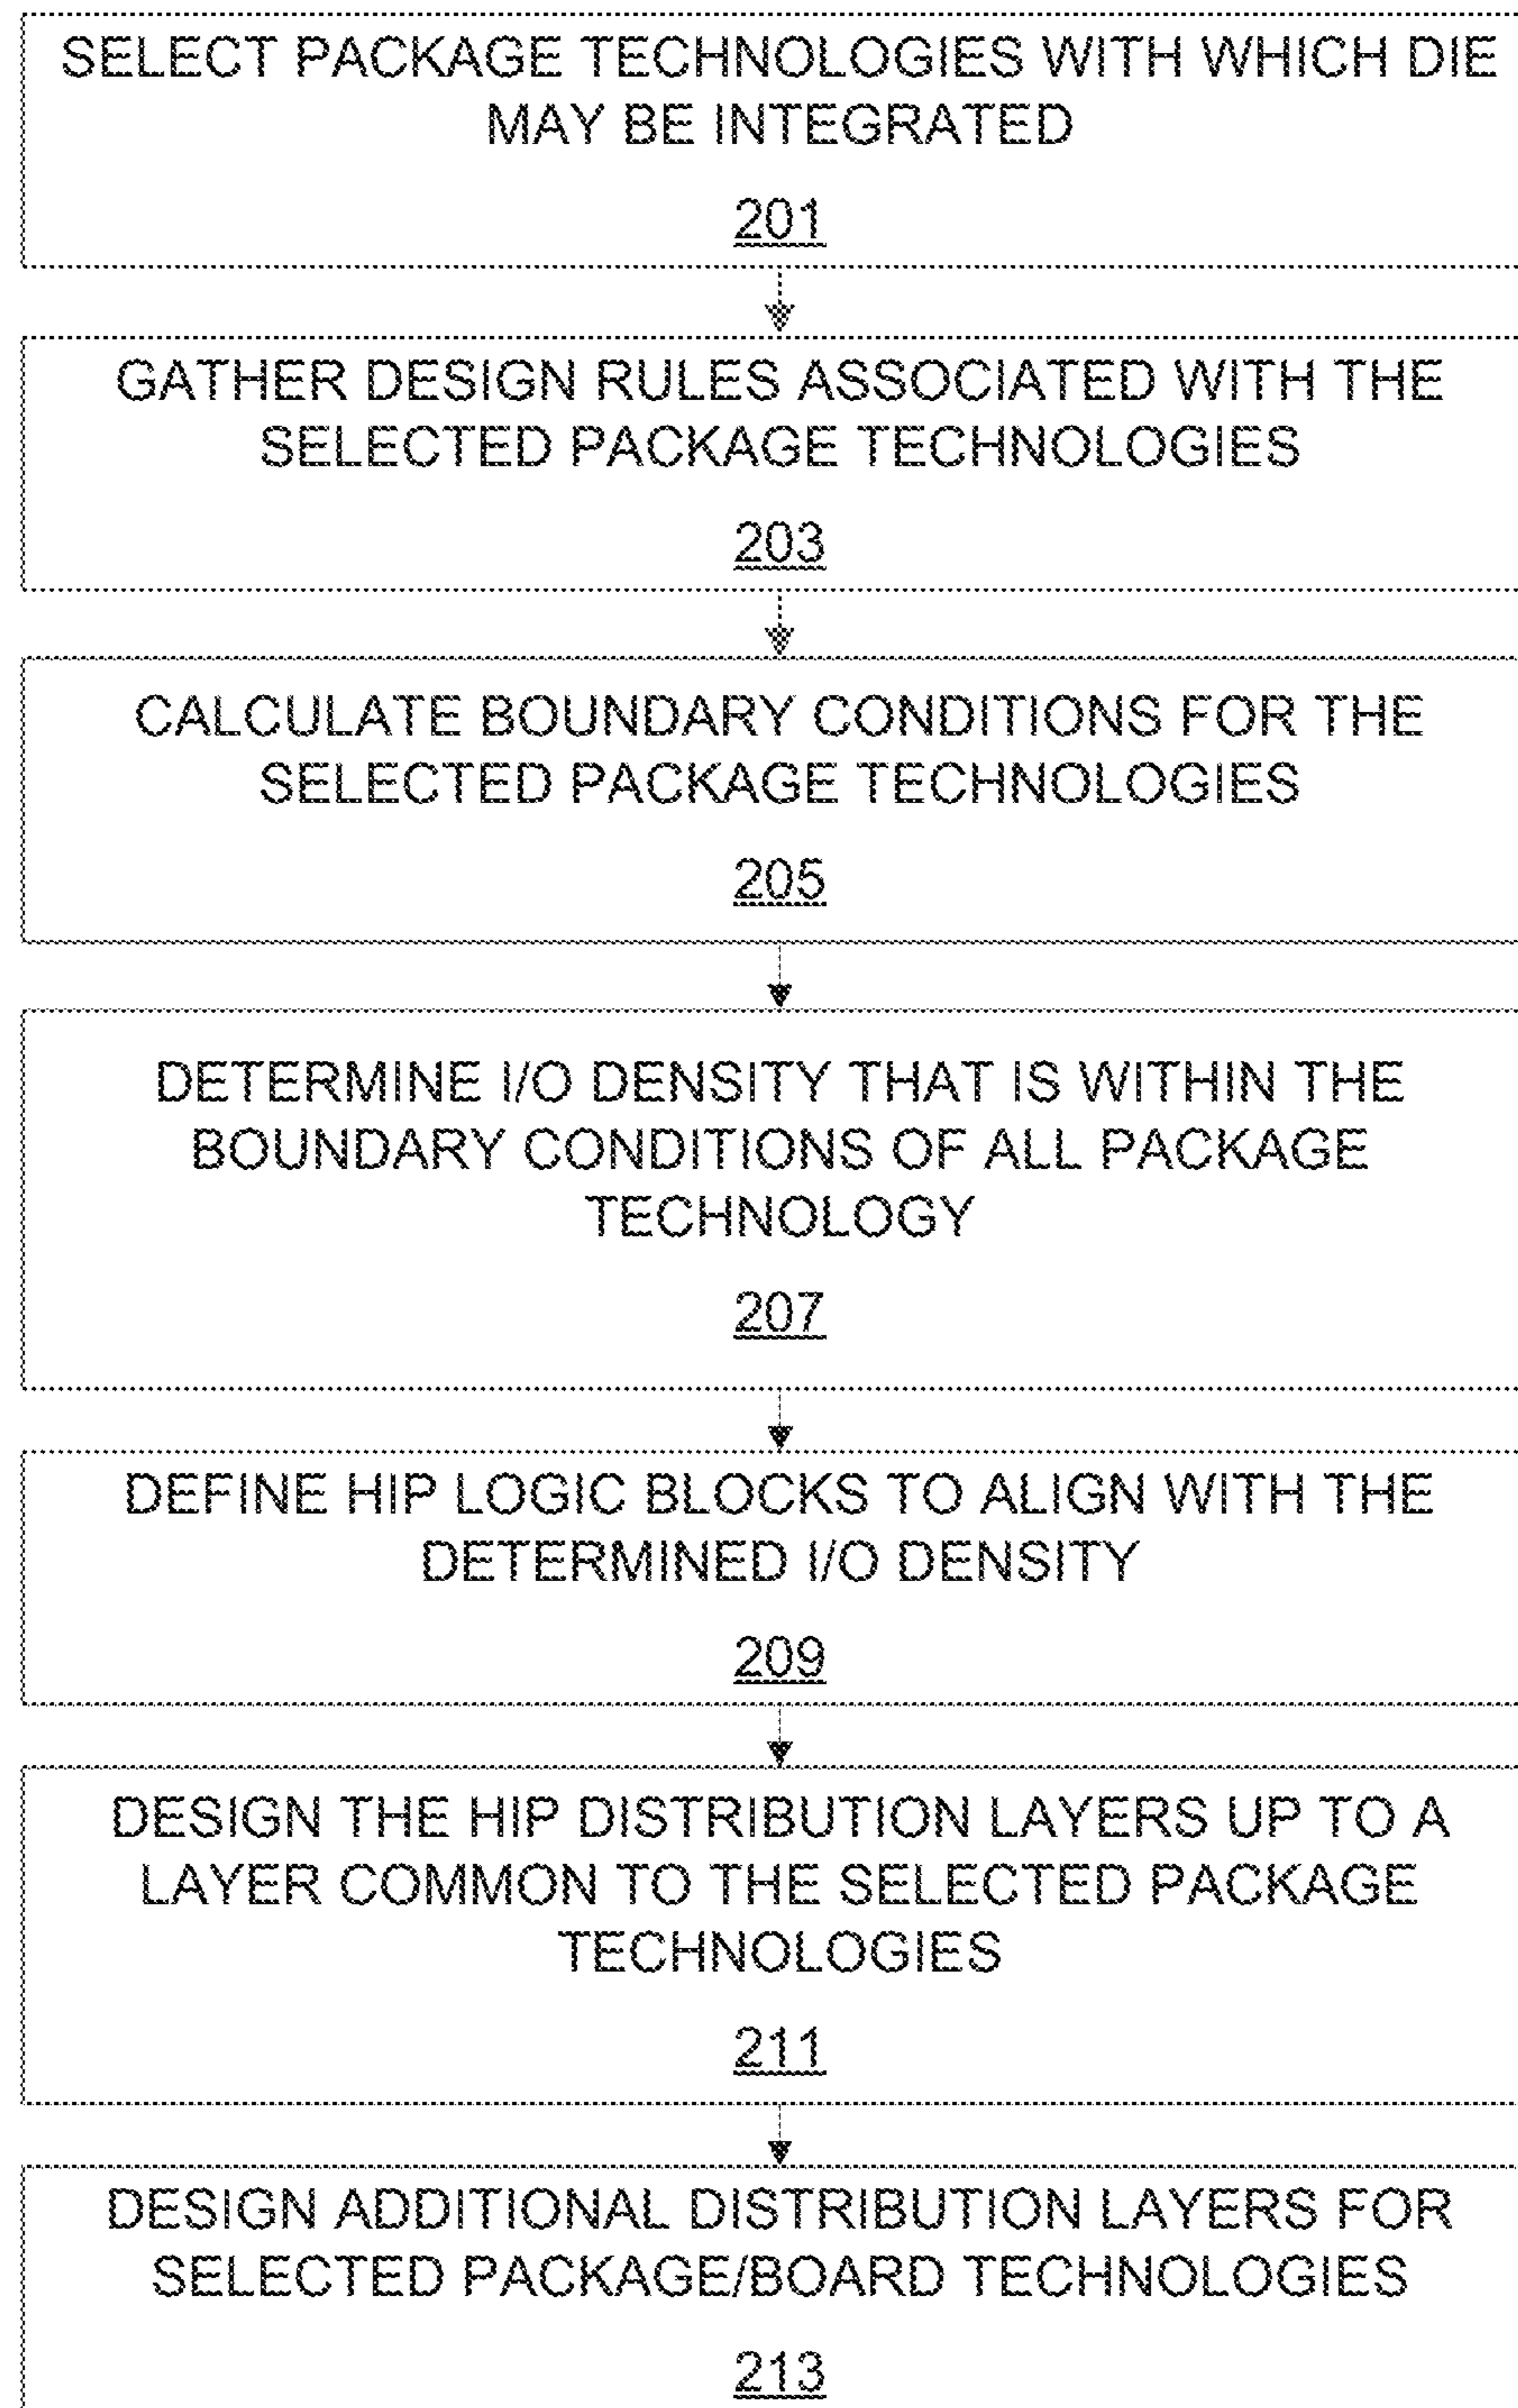 SELECT PACKAGE TECHNOLOGIES WITH WHICH DIE
MAY BE INTEGRATED
201
GATHER DESIGN RULES ASSOCIATED WITH THE
SELECTED PACKAGE TECHNOLOGIES
203
CALCULATE BOUNDARY CONDITIONS FOR THE
SELECTED PACKAGE TECHNOLOGIES
205
DETERMINE I/O DENSITY THAT IS WITHIN THE
BOUNDARY CONDITIONS OF ALL PACKAGE
TECHNOLOGY
207
DEFINE HIP LOGIC BLOCKS TO ALIGN WITH THE
DETERMINED I/O DENSITY
209
DESIGN THE HIP DISTRIBUTION LAYERS UP TO A
LAYER COMMON TO THE SELECTED PACKAGE
TECHNOLOGIES
211
DESIGN ADDITIONAL DISTRIBUTION LAYERS FOR
SELECTED PACKAGE/BOARD TECHNOLOGIES
213